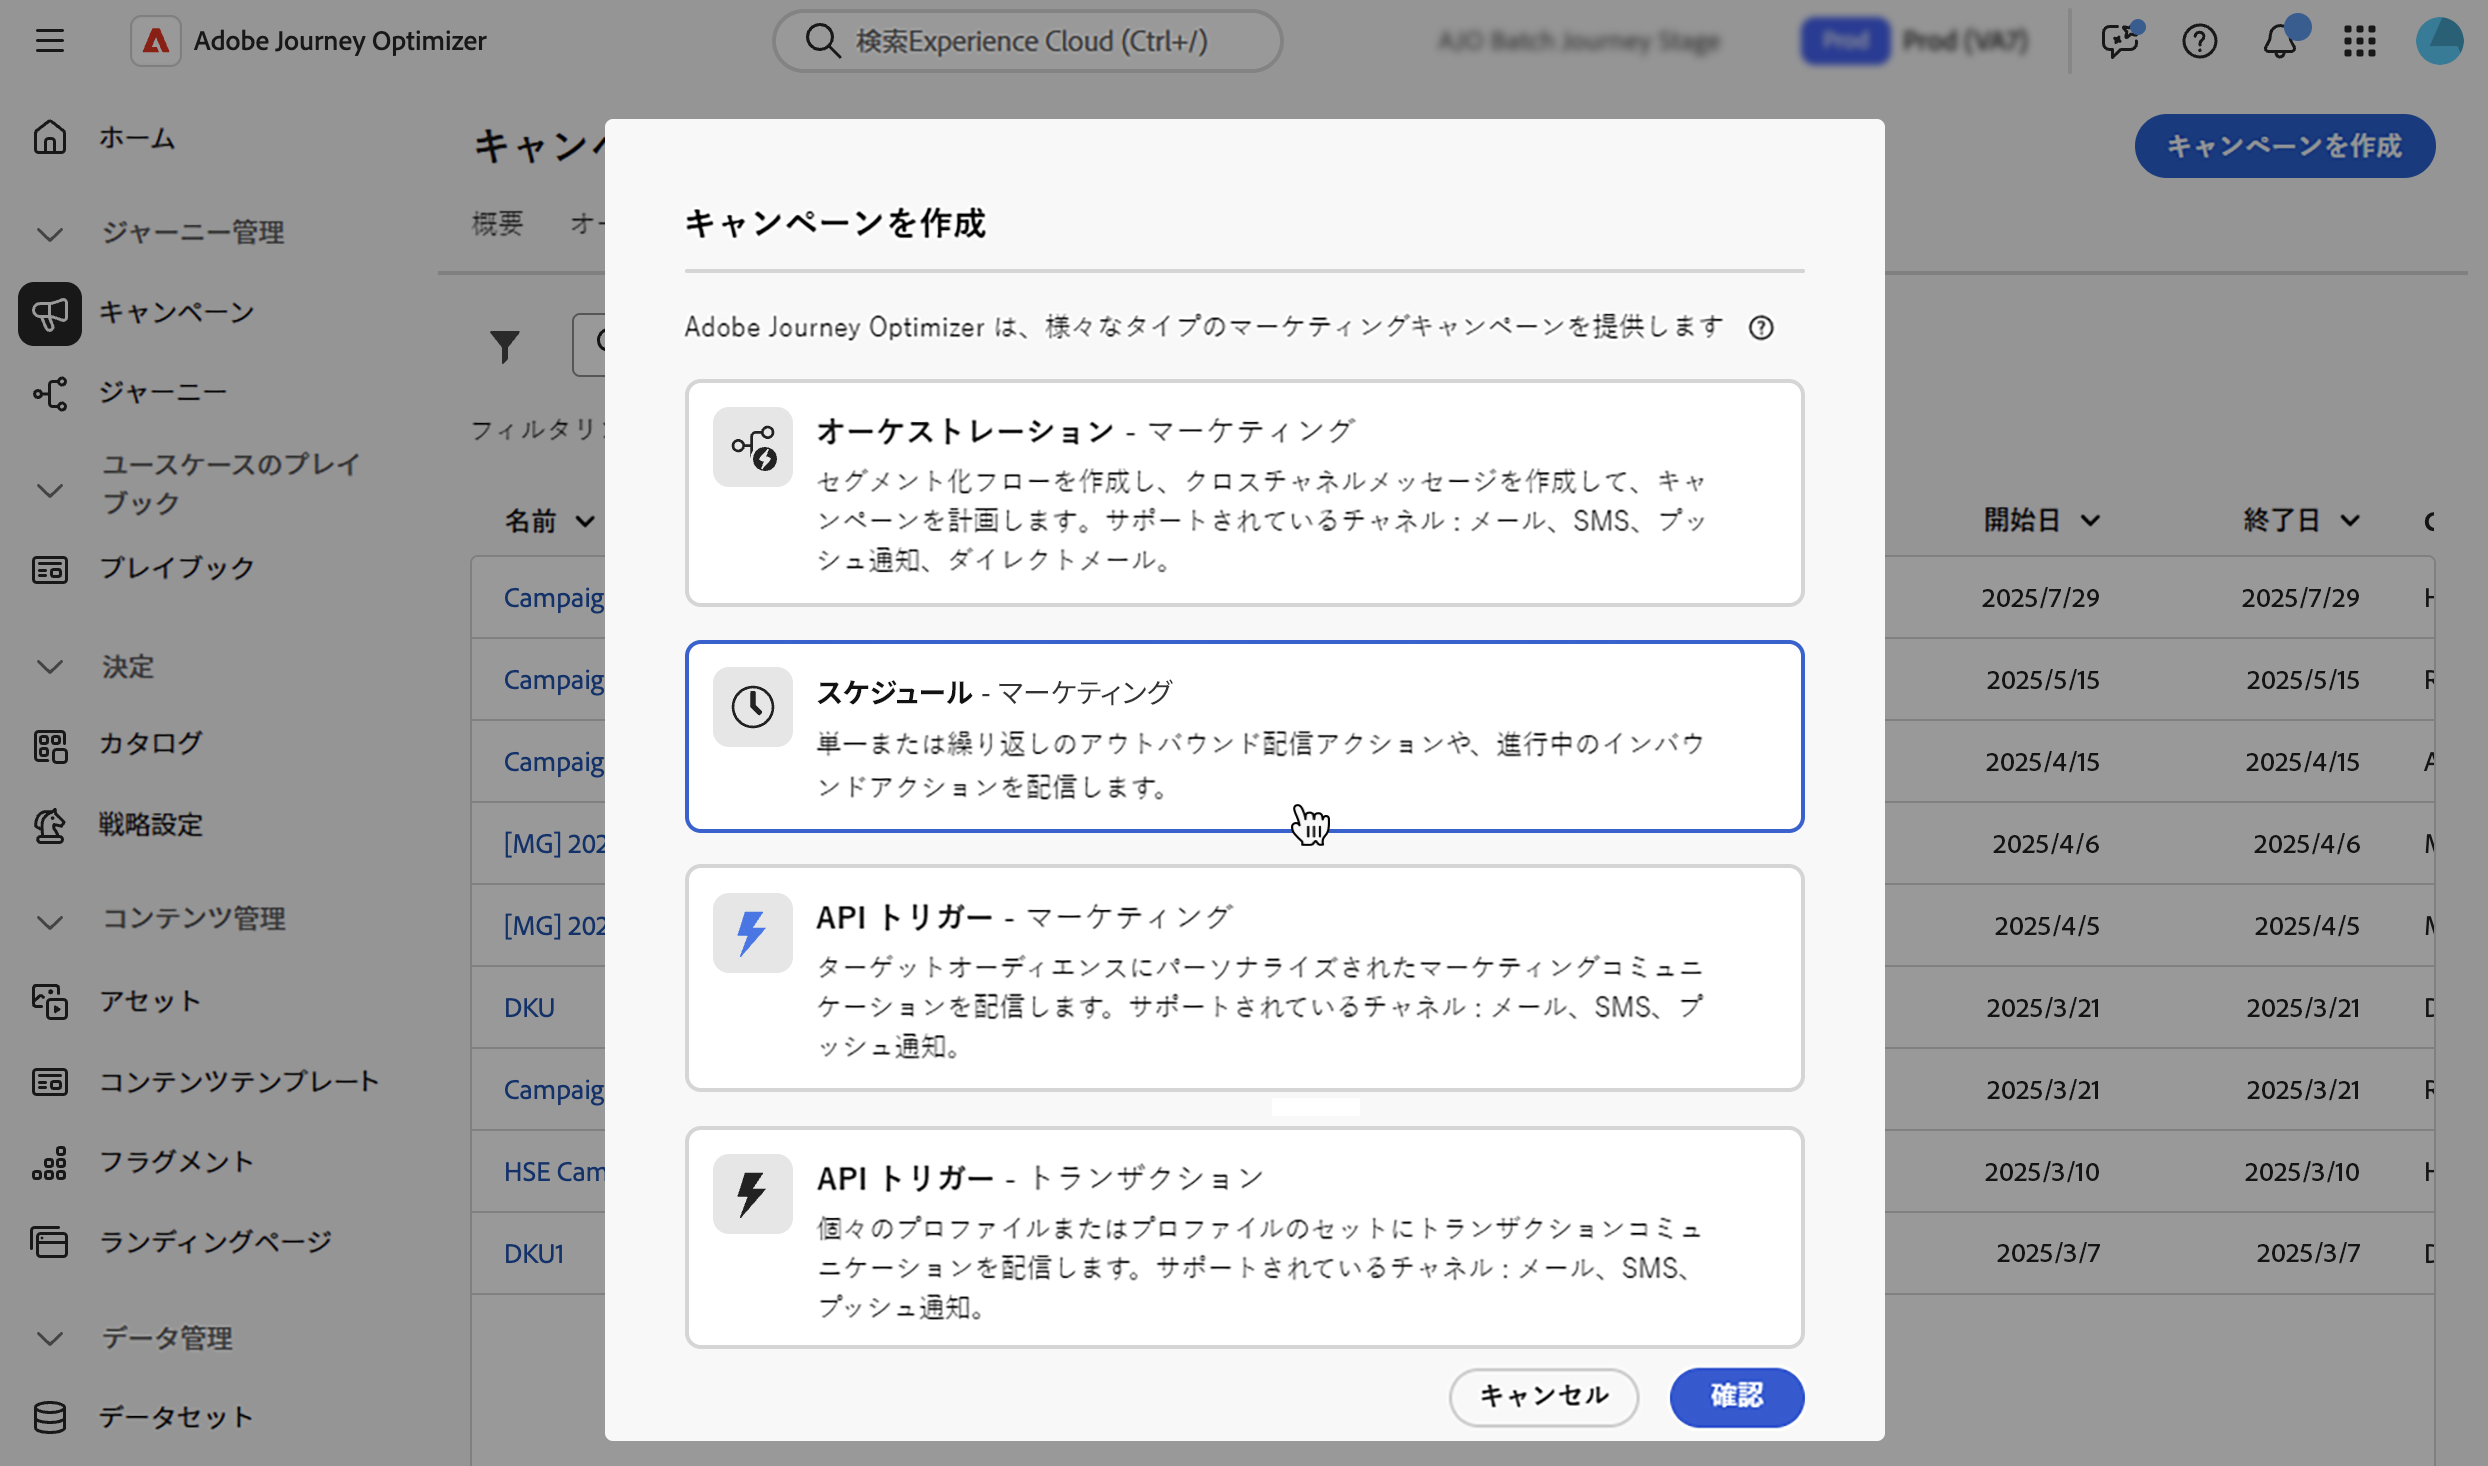 Adobe Journey Optimizer
検索Experience Cloud (Ctrl+/)
AJO Batch Journey Stage
Prod
Prod (VA7)
ホーム
ジャーニー管理
キャンペーン
ジャーニー
ユースケースのプレイ
ブック
プレイブック
決定
カタログ
戦略設定
コンテンツ管理
アセット
コンテンツテンプレート
フラグメント
ランディングページ
データ管理
データセット
キャンペーンを作成
概要
名前
開始日
終了日
Campaig
2025/7/29
2025/7/29
Campaig
2025/5/15
2025/5/15
Campaig
2025/4/15
2025/4/15
[MG] 202
2025/4/6
2025/4/6
[MG] 202
2025/4/5
2025/4/5
DKU
2025/3/21
2025/3/21
Campaig
2025/3/21
2025/3/21
HSE Cam
2025/3/10
2025/3/10
DKU1
2025/3/7
2025/3/7
キャンペーンを作成
Adobe Journey Optimizer は、様々なタイプのマーケティングキャンペーンを提供します
オーケストレーション - マーケティング
セグメント化フローを作成し、クロスチャネルメッセージを作成して、キャ
ンペーンを計画します。サポートされているチャネル : メール、SMS、プッ
シュ通知、ダイレクトメール。
スケジュール - マーケティング
単一または繰り返しのアウトバウンド配信アクションや、進行中のインバウ
ンドアクションを配信します。
API トリガー - マーケティング
ターゲットオーディエンスにパーソナライズされたマーケティングコミュニ
ケーションを配信します。サポートされているチャネル : メール、SMS、プ
ッシュ通知。
API トリガー - トランザクション
個々のプロファイルまたはプロファイルのセットにトランザクションコミュ
ニケーションを配信します。サポートされているチャネル : メール、SMS、
プッシュ通知。
キャンセル
確認